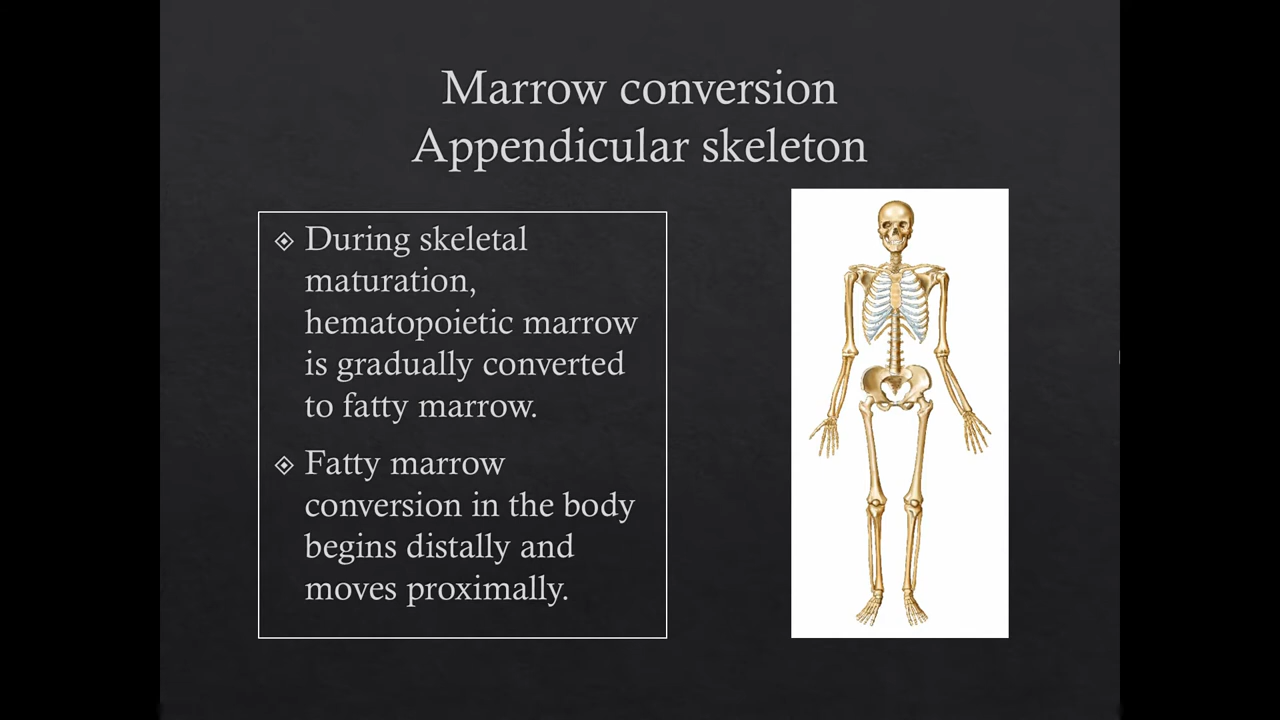 Marrow conversion
Appendicular skeleton
During skeletal
maturation,
hematopoietic marrow
is gradually converted
to fatty marrow.
Fatty marrow
conversion in the body
begins distally and
moves proximally.